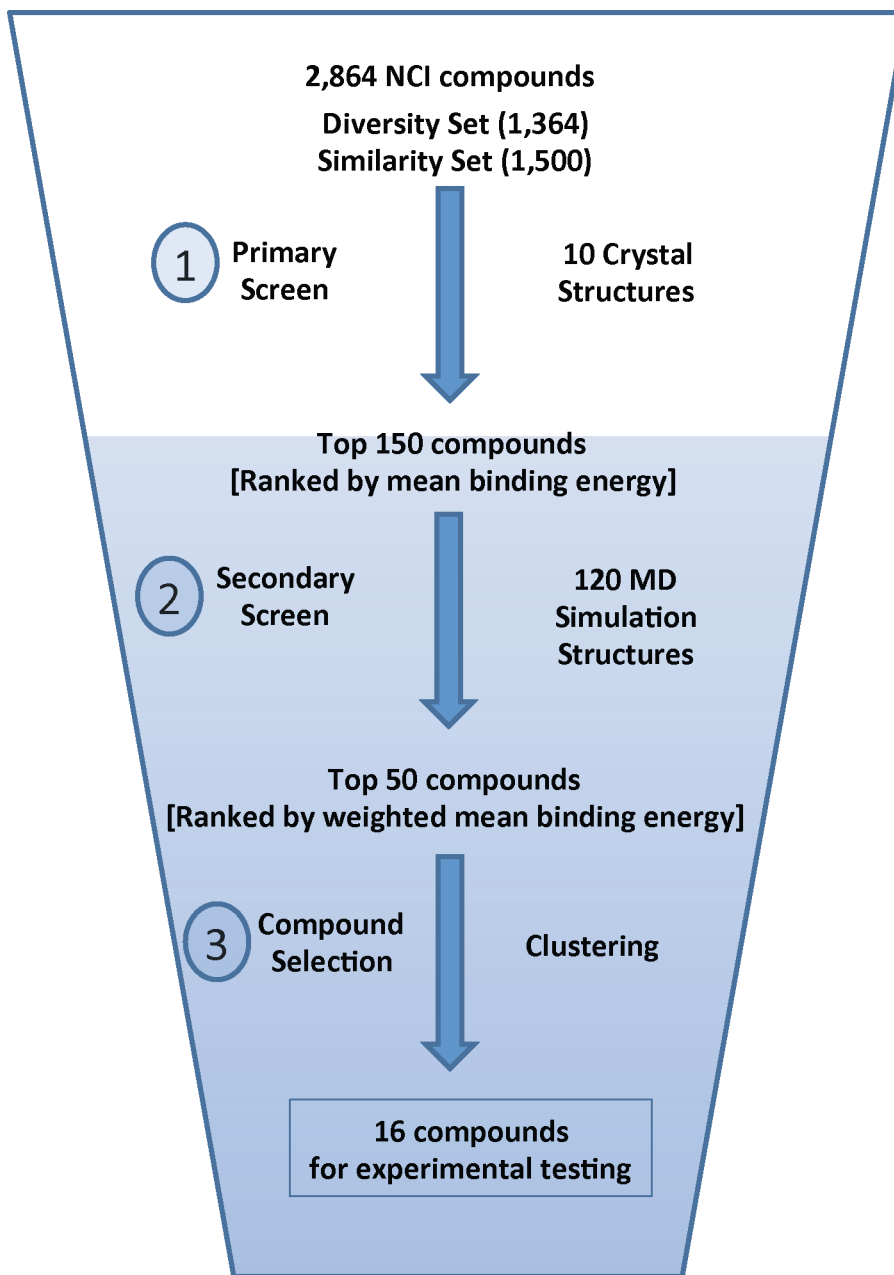 2,864 NCI compounds
Diversity Set (1,364)
Similarity Set (1,500)
1
Primary
Screen
10 Crystal
Structures
Top 150 compounds
[Ranked by mean binding energy]
2
Secondary
Screen
120 MD
Simulation
Structures
Top 50 compounds
[Ranked by weighted mean binding energy]
3
Compound
Selection
Clustering
16 compounds
for experimental testing